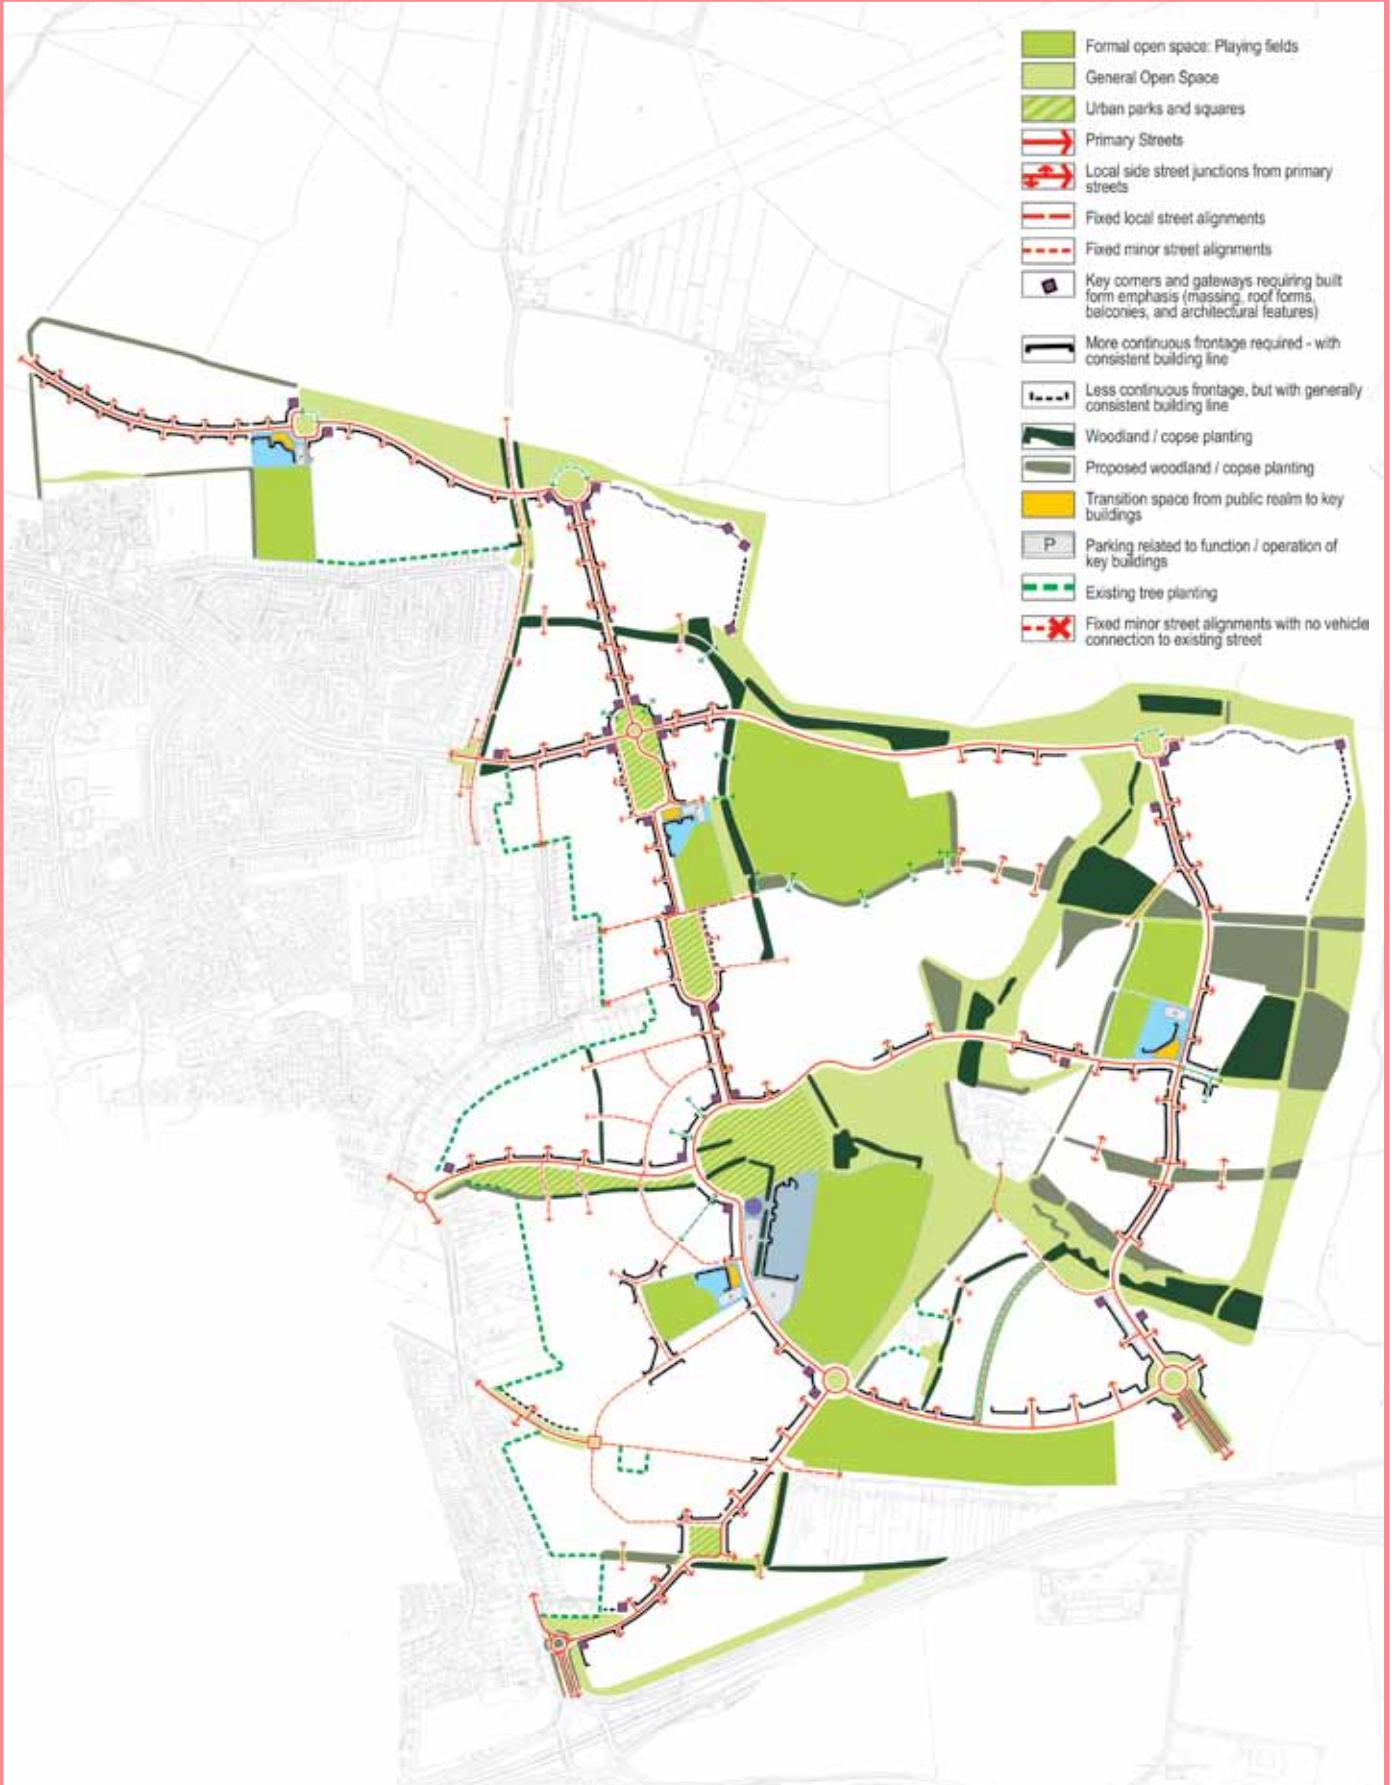 Formal open space: Playing fields
General Open Space
Urban parks and squares
Primary Streets
Local side street junctions from primary
streets
Fixed local street alignments
Fixed minor street alignments
Key corners and gateways requiring built
form emphasis (massing, roof forms,
balconies, and architectural features)
More continuous frontage required - with
consistent building line
Less continuous frontage, but with generally
consistent building line
Woodland / copse planting
Proposed woodland / copse planting
Transition space from public realm to key
buildings
P
Parking related to function / operation of
key buildings
Existing tree planting
Fixed minor street alignments with no vehicle
connection to existing street